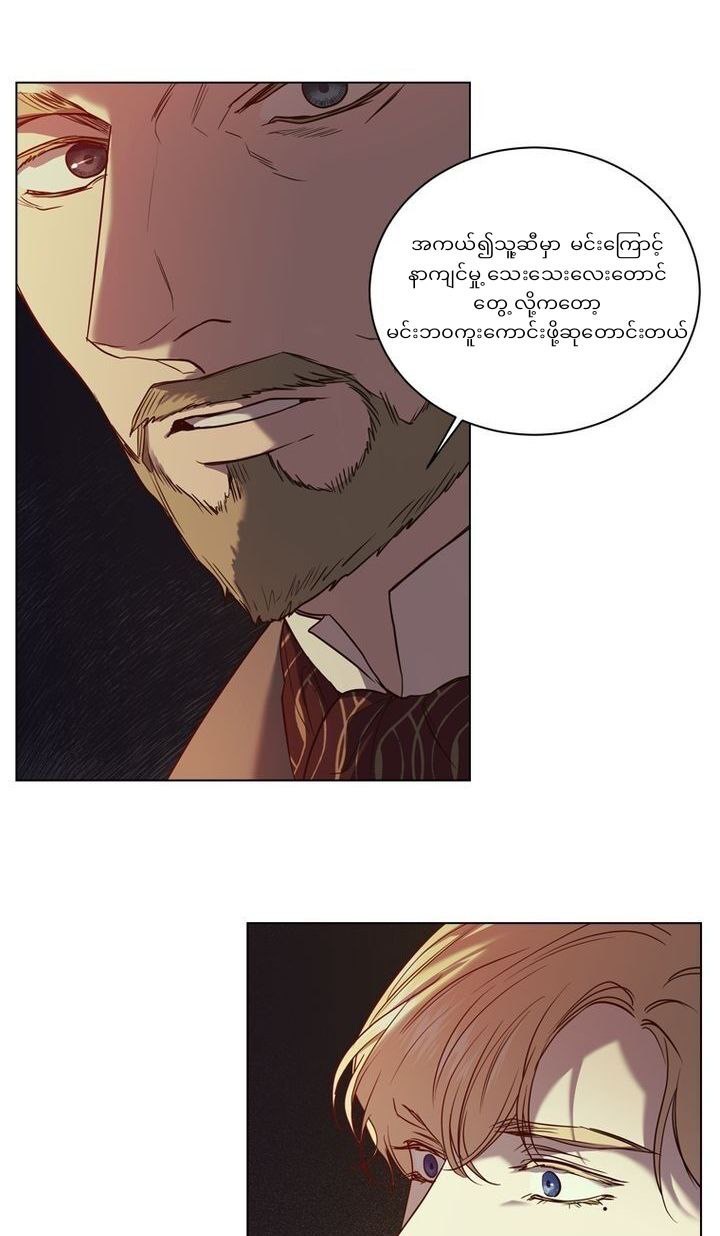 အကယ်၍သူ့ဆီမှာ မင်းကြောင့်
နာကျင်မှု့ သေးသေးလေးတောင်
တွေ့ လို့ကတော့
မင်းဘဝကူးကောင်းဖို့ဆုတောင်းတယ်